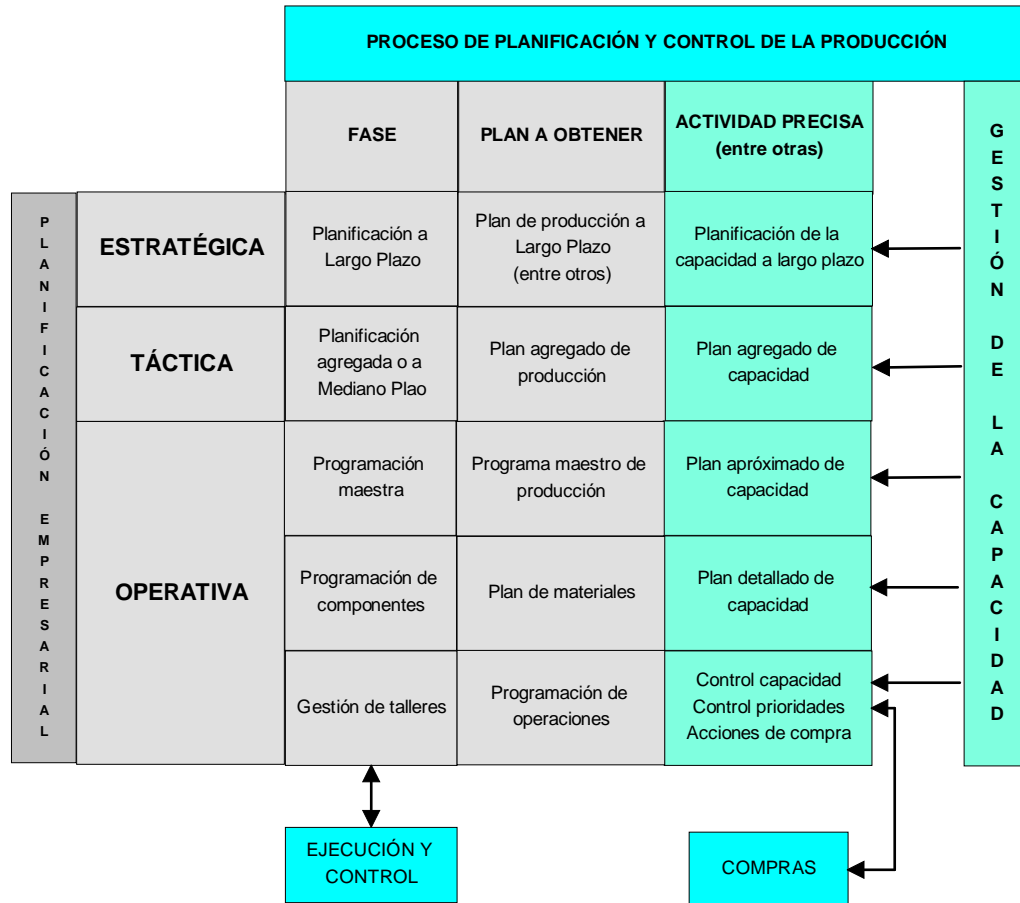 PROCESO DE PLANIFICACIÓN Y CONTROL DE LA PRODUCCIÓN
FASE
PLAN A OBTENER
ACTIVIDAD PRECISA
(entre otras)
GESTIÓN DE LA CAPACIDAD
PLANIFICACIÓN EMPRESARIAL
ESTRATÉGICA
Planificación a
Largo Plazo
Plan de producción a
Largo Plazo
(entre otros)
Planificación de la
capacidad a largo plazo
TÁCTICA
Planificación
agregada o a
Mediano Plao
Plan agregado de
producción
Plan agregado de
capacidad
OPERATIVA
Programación
maestra
Programa maestro de
producción
Plan apróximado de
capacidad
Programación de
componentes
Plan de materiales
Plan detallado de
capacidad
Gestión de talleres
Programación de
operaciones
Control capacidad
Control prioridades
Acciones de compra
EJECUCIÓN Y
CONTROL
COMPRAS